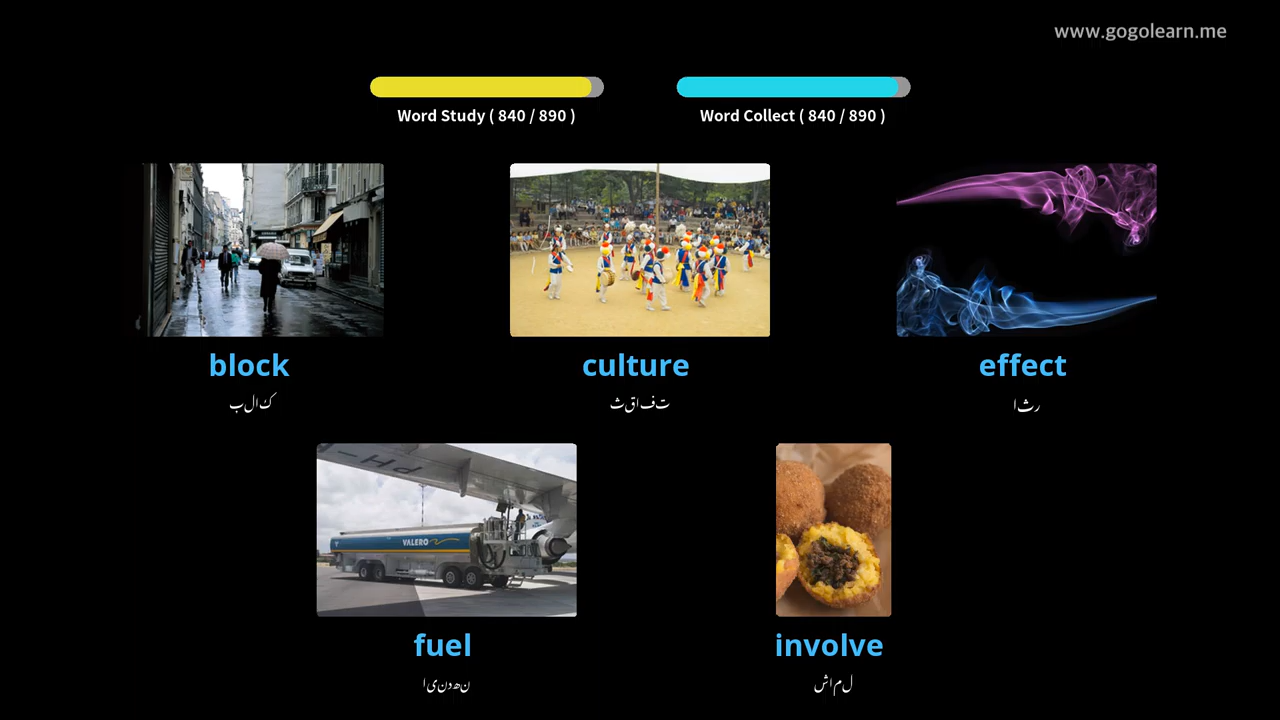 www.gogolearn.me
Word Study ( 840 / 890 )
Word Collect ( 840 / 890 )
block
culture
effect
بلاک
ثقافت
اثر
PH-
VALERO
fuel
involve
ایندھن
شامل